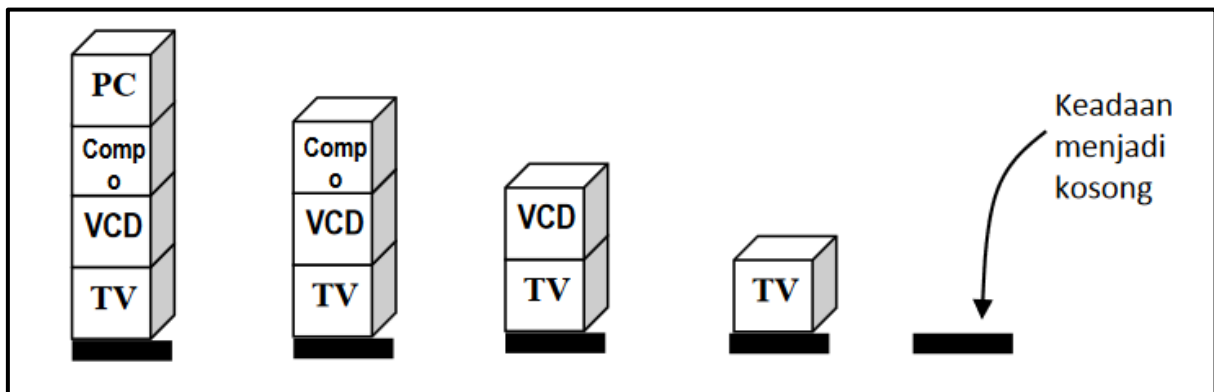 PC
Comp
o
VCD
TV
Comp
o
VCD
TV
VCD
TV
TV
Keadaan
menjadi
kosong